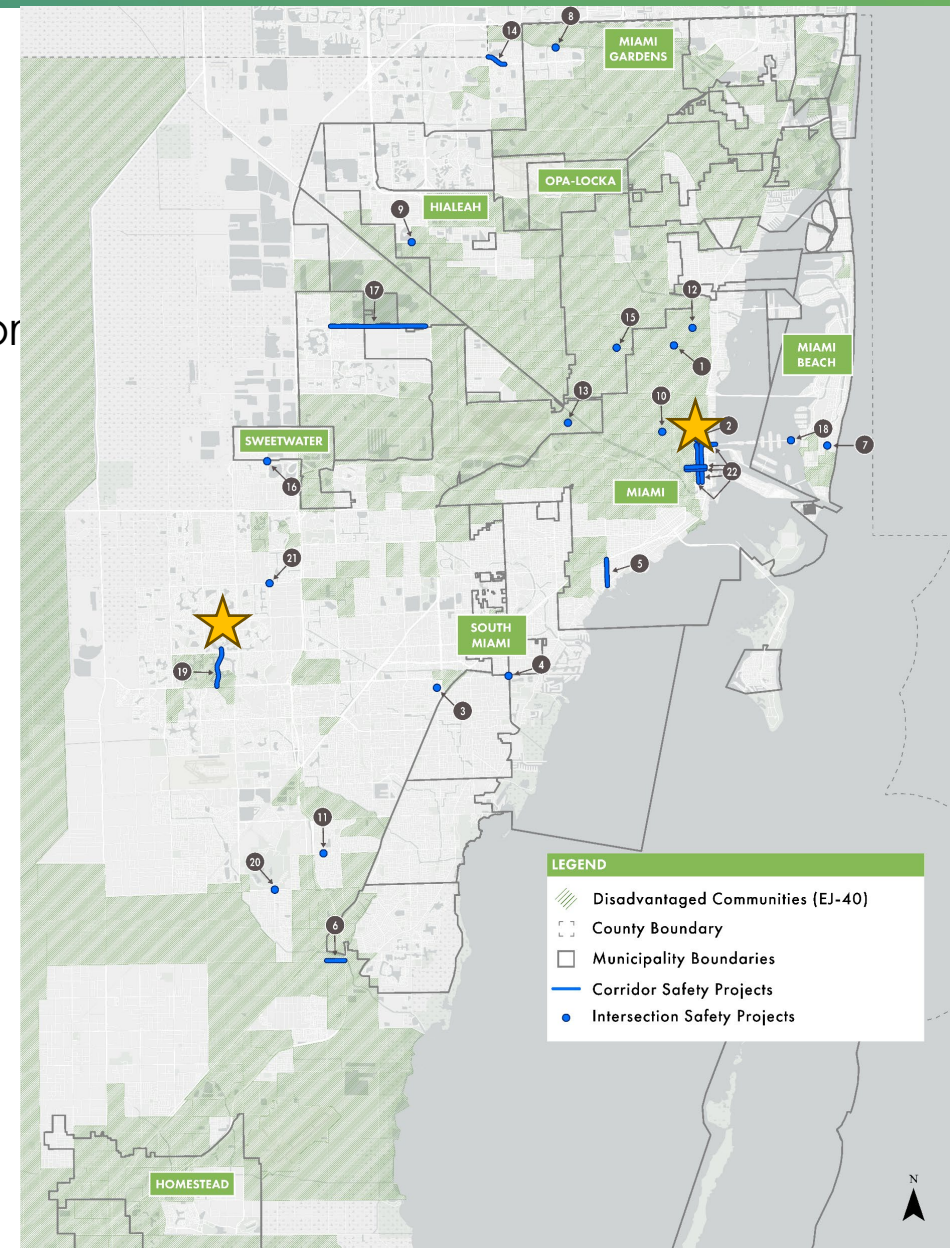 14
8
MIAMI
GARDENS
OPA-LOCKA
9
HIALEAH
or
17
12
15
1
MIAMI
BEACH
13
10
2
18
7
SWEETWATER
16
22
MIAMI
21
5
SOUTH
MIAMI
19
4
3
11
20
6
LEGEND
Disadvantaged Communities (EJ-40)
County Boundary
Municipality Boundaries
Corridor Safety Projects
Intersection Safety Projects
HOMESTEAD
N